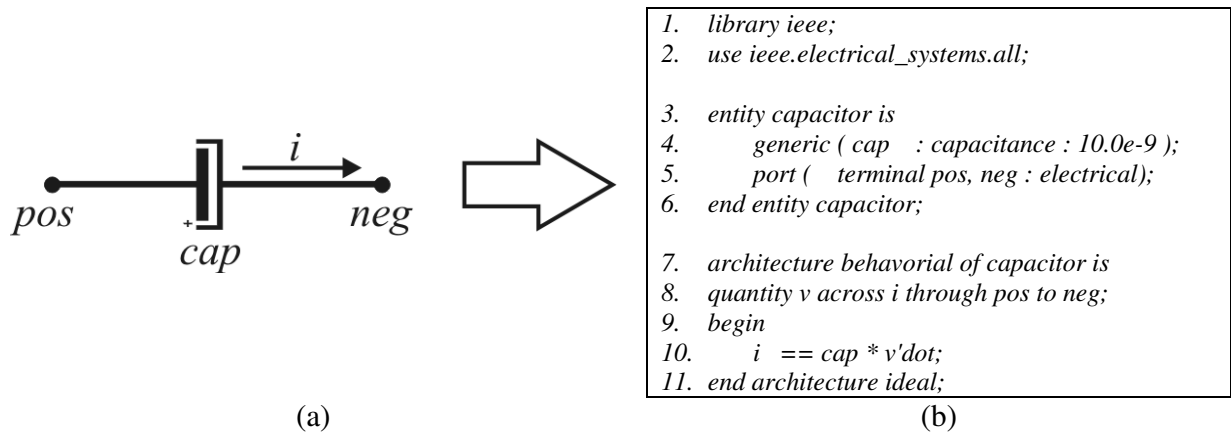 i
pos
neg
+
cap
(a)
1. library ieee;
2. use ieee.electrical_systems.all;
3. entity capacitor is
4. generic ( cap : capacitance : 10.0e-9 );
5. port ( terminal pos, neg : electrical);
6. end entity capacitor;
7. architecture behavorial of capacitor is
8. quantity v across i through pos to neg;
9. begin
10. i == cap * v'dot;
11. end architecture ideal;
(b)